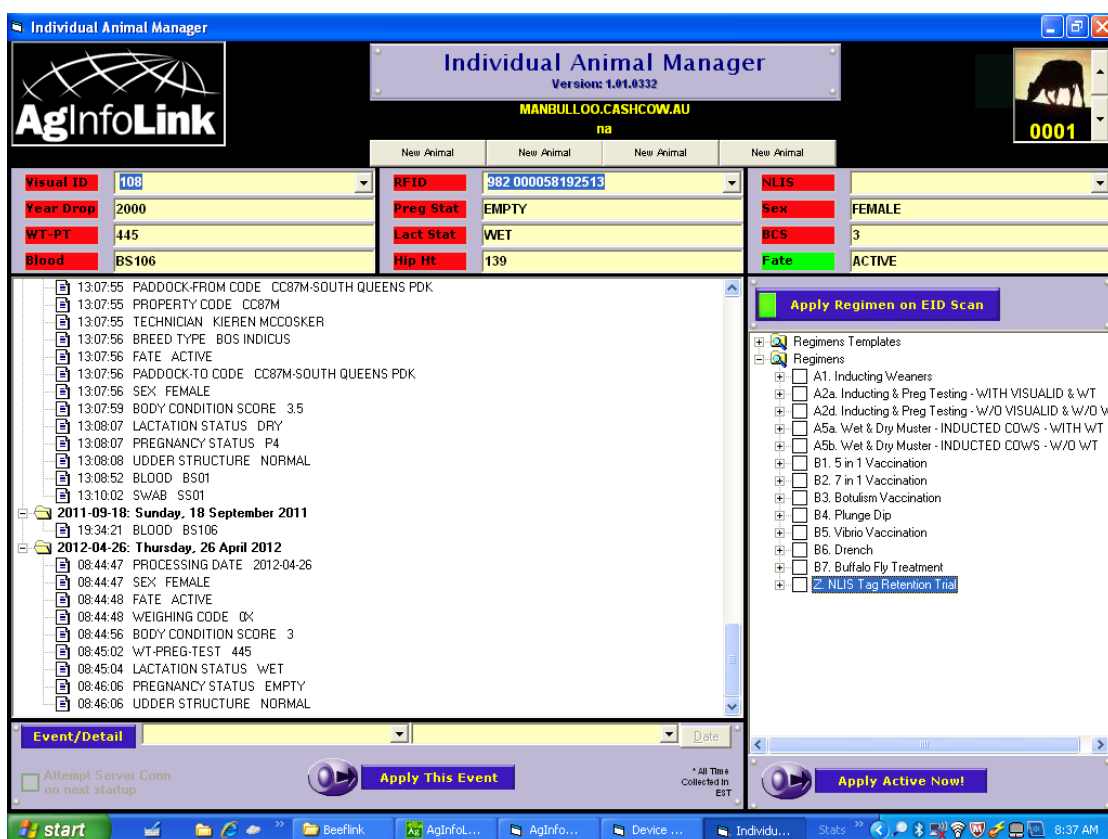 Individual Animal Manager
AgInfoLink
Individual Animal Manager
Version: 1.01.0332
MANBULLOO.CASHCOW.AU
na
0001
New Animal New Animal New Animal New Animal
Visual ID 108 RFID 982 000058192513 NLIS
Year Drop 2000 Preg Stat EMPTY Sex FEMALE
WT-PT 445 Lact Stat WET BCS 3
Blood BS106 Hip Ht 139 Fate ACTIVE
13:07:55 PADDOCK-FROM CODE CC87M-SOUTH QUEENS PDK
13:07:55 PROPERTY CODE CC87M
13:07:55 TECHNICIAN KIEREN MCCOSKER
13:07:56 BREED TYPE BOS INDICUS
13:07:56 FATE ACTIVE
13:07:56 PADDOCK-TO CODE CC87M-SOUTH QUEENS PDK
13:07:56 SEX FEMALE
13:07:59 BODY CONDITION SCORE 3.5
13:08:07 LACTATION STATUS DRY
13:08:07 PREGNANCY STATUS P4
13:08:08 UDDER STRUCTURE NORMAL
13:08:52 BLOOD BS01
13:10:02 SWAB SS01
2011-09-18: Sunday, 18 September 2011
19:34:21 BLOOD BS106
2012-04-26: Thursday, 26 April 2012
08:44:47 PROCESSING DATE 2012-04-26
08:44:47 SEX FEMALE
08:44:48 FATE ACTIVE
08:44:48 WEIGHING CODE 0X
08:44:56 BODY CONDITION SCORE 3
08:45:02 WT-PREG-TEST 445
08:45:04 LACTATION STATUS WET
08:46:06 PREGNANCY STATUS EMPTY
08:46:06 UDDER STRUCTURE NORMAL
Apply Regimen on EID Scan
Regimens Templates
Regimens
A1. Inducting Weaners
A2a. Inducting & Preg Testing - WITH VISUALID & WT
A2d. Inducting & Preg Testing - W/O VISUALID & W/O W
A5a. Wet & Dry Muster - INDUCTED COWS - WITH WT
A5b. Wet & Dry Muster - INDUCTED COWS - W/O WT
B1. 5 in 1 Vaccination
B2. 7 in 1 Vaccination
B3. Botulism Vaccination
B4. Plunge Dip
B5. Vibrio Vaccination
B6. Drench
B7. Buffalo Fly Treatment
Z. NLIS Tag Retention Trial
Event/Detail Date
Attempt Server Conn
on next startup
Apply This Event
* All Time
Collected In
EST
Apply Active Now!
start Beeflink AgInfoL... AgInfo... Device ... Individu... Stats 8:37 AM